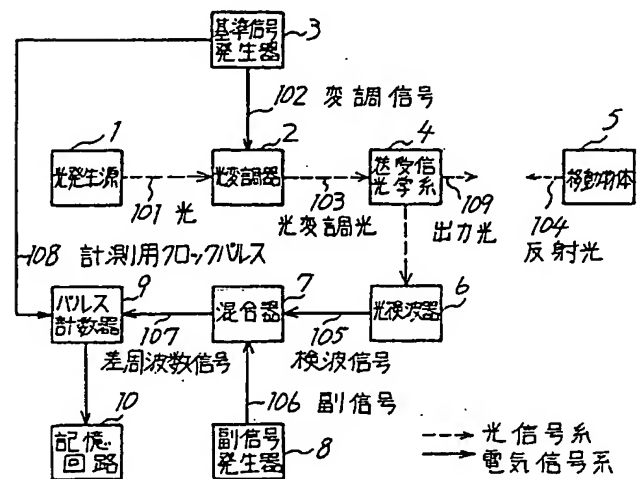 基準信号
発生器
3
102 変調信号
1
2
4
5
光発生源
光変調器
送受信
光学系
移動物体
101 光
103
光変調光
109
出力光
104
反射光
108 計測用クロックパルス
9
7
6
パルス
計数器
混合器
光検波器
107
差周波数信号
105
検波信号
10
106 副信号
記憶
回路
副信号
発生器
8
光信号系
電気信号系